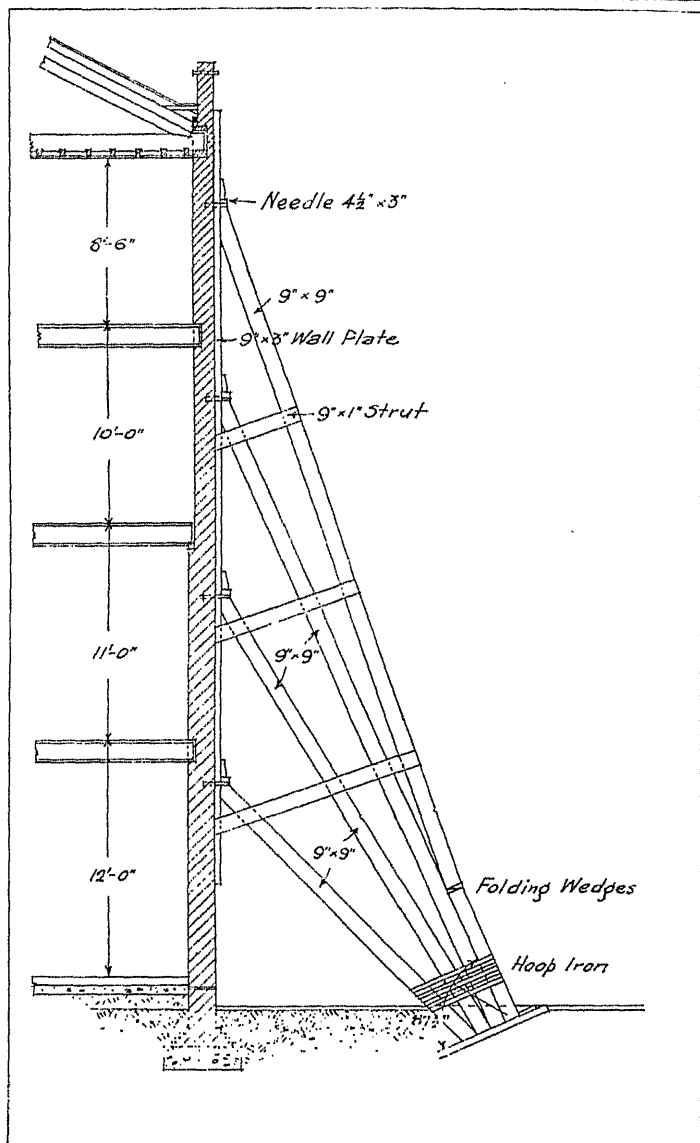 Needle 4½" × 3"
8'-6"
9" × 9"
9" × 3" Wall Plate
9" × 1" Strut
10'-0"
11'-0"
9" × 9"
9" × 9"
12'-0"
Folding Wedges
Hoop Iron